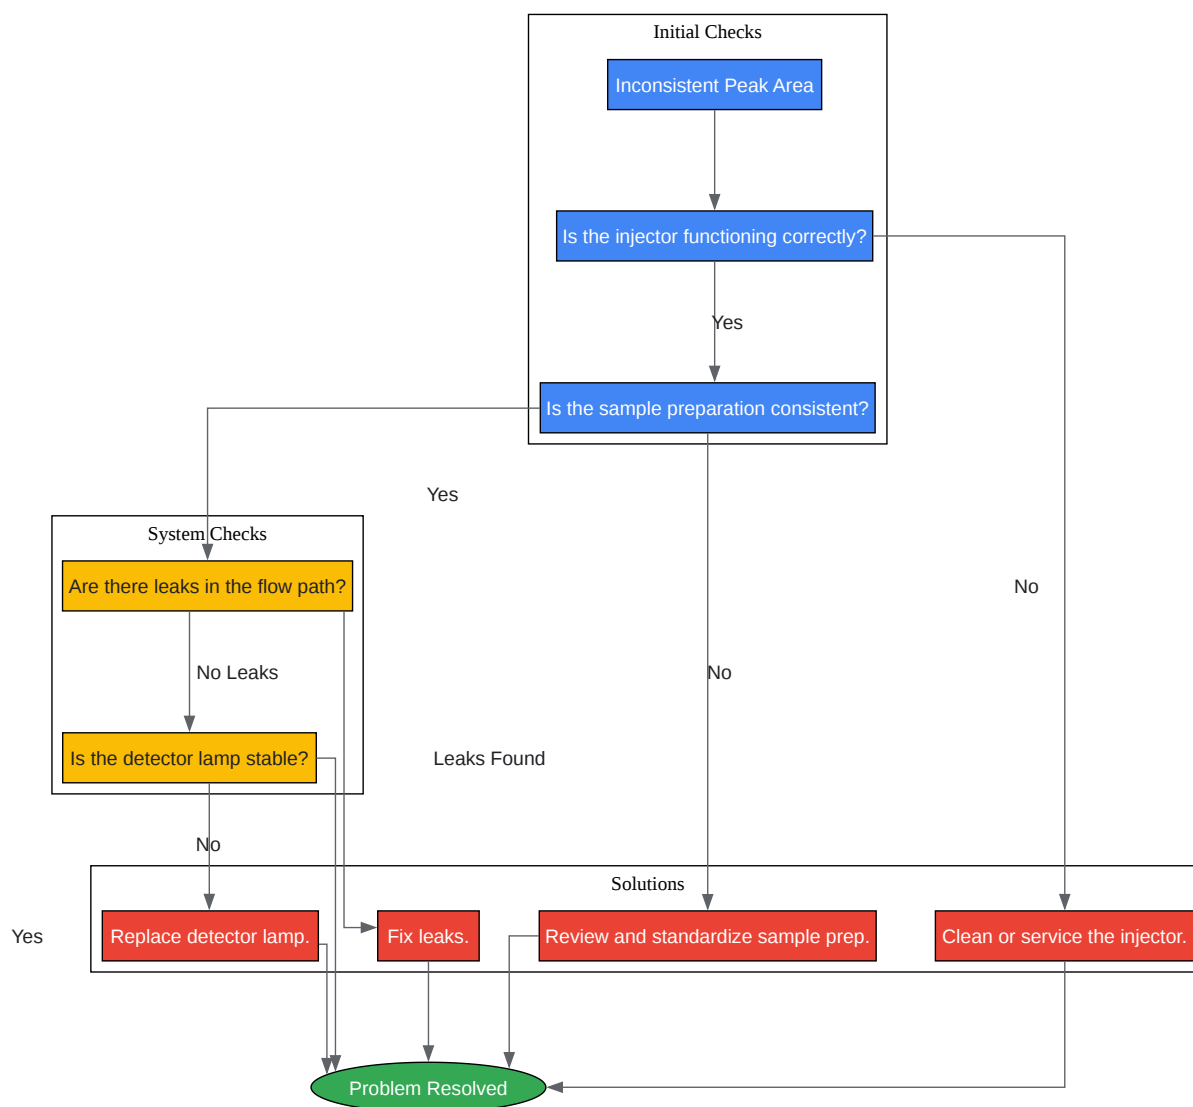 Initial Checks
Inconsistent Peak Area
Is the injector functioning correctly?
Yes
Is the sample preparation consistent?
Yes
System Checks
Are there leaks in the flow path?
No
No Leaks
No
Is the detector lamp stable?
Leaks Found
No
Solutions
Yes
Replace detector lamp.
Fix leaks.
Review and standardize sample prep.
Clean or service the injector.
Problem Resolved